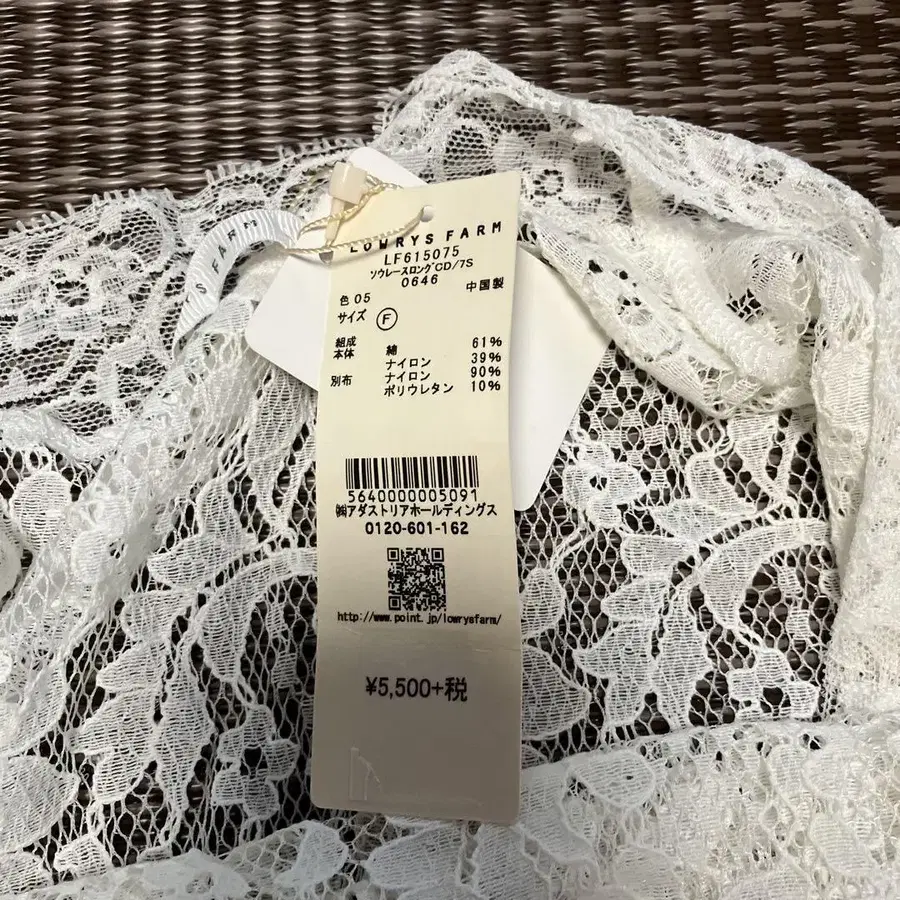 TS FARM
LOWRYS FARM
LF615075
ソウレースロングCD/7S
0646
中国製
色 05
サイズ Ⓕ
組成
本体 綿 61%
ナイロン 39%
別布 ナイロン 90%
ポリウレタン 10%
5640000005091
㈱アダストリアホールディングス
0120-601-162
http://www.point.jp/lowrysfarm/
¥5,500+税